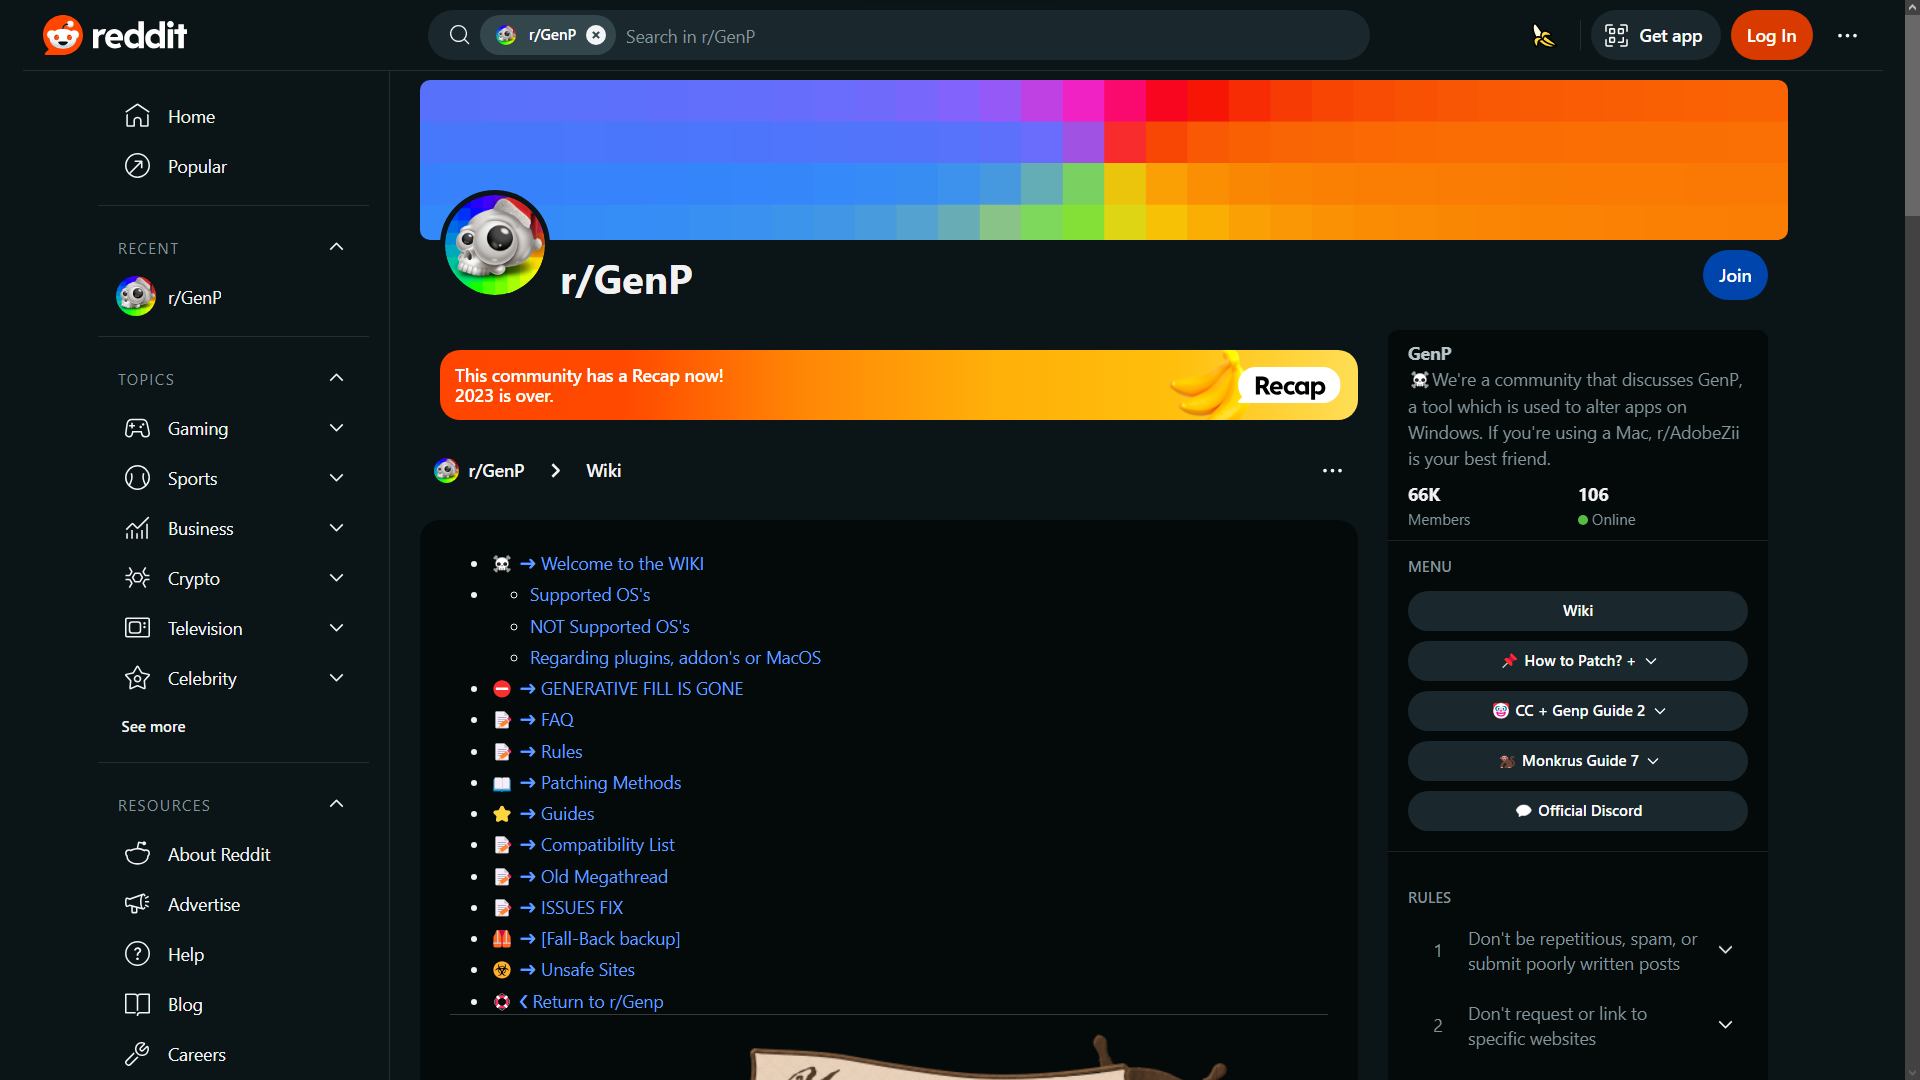 reddit
r/GenP
Search in r/GenP
Get app
Log In
Home
Popular
RECENT
r/GenP
TOPICS
Gaming
Sports
Business
Crypto
Television
Celebrity
See more
RESOURCES
About Reddit
Advertise
Help
Blog
Careers
r/GenP
Join
This community has a Recap now!
2023 is over.
Recap
r/GenP
Wiki
☠️ ➜ Welcome to the WIKI
Supported OS's
NOT Supported OS's
Regarding plugins, addon's or MacOS
⛔ ➜ GENERATIVE FILL IS GONE
📝 ➜ FAQ
📝 ➜ Rules
📖 ➜ Patching Methods
⭐ ➜ Guides
📝 ➜ Compatibility List
📝 ➜ Old Megathread
📝 ➜ ISSUES FIX
🦺 ➜ [Fall-Back backup]
☣️ ➜ Unsafe Sites
🛟 ❮ Return to r/Genp
GenP
☠️We're a community that discusses GenP,
a tool which is used to alter apps on
Windows. If you're using a Mac, r/AdobeZii
is your best friend.
66K
Members
106
Online
MENU
Wiki
📌 How to Patch? +
🤡 CC + Genp Guide 2
🐻 Monkrus Guide 7
💬 Official Discord
RULES
1
Don't be repetitious, spam, or
submit poorly written posts
2
Don't request or link to
specific websites